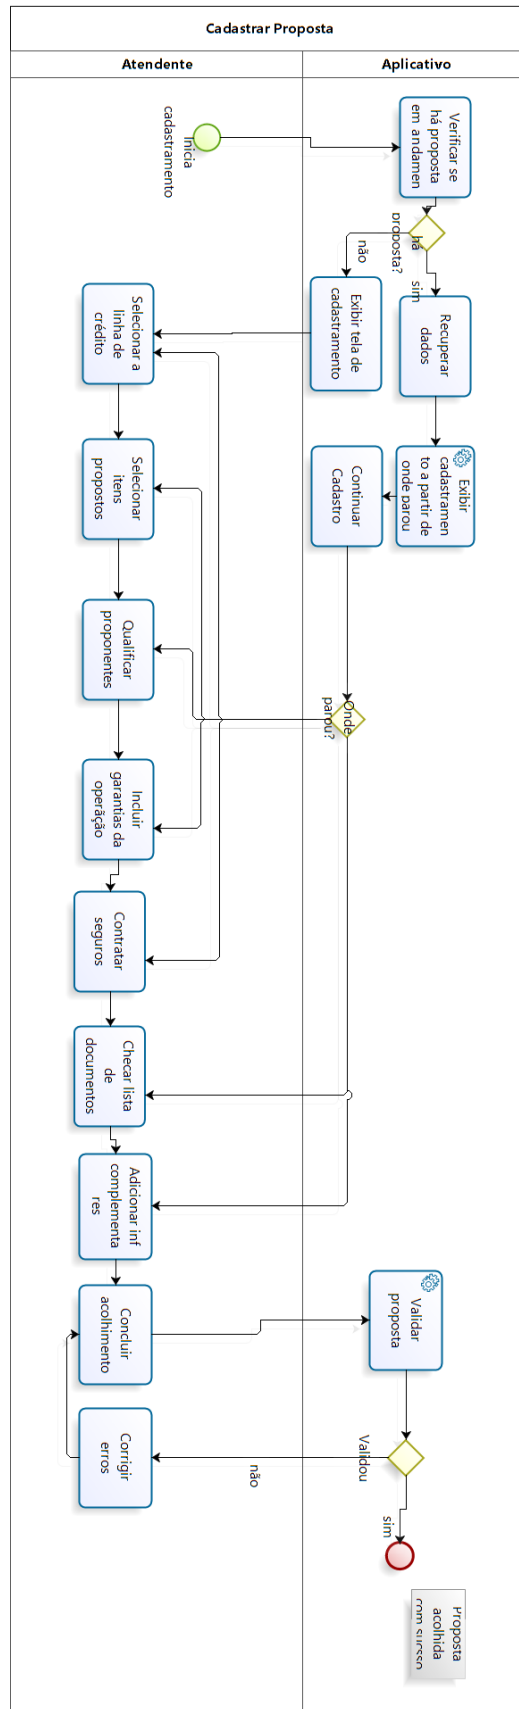 Cadastrar Proposta
Atendente
Aplicativo
Inicia
cadastramento
Verificar se
há proposta
em andamen
há
proposta?
não
sim
Exibir tela de
cadastramento
Recuperar
dados
Selecionar a
linha de
crédito
Exibir
cadastramen
to a partir de
onde parou
Continuar
Cadastro
Selecionar
itens
propostos
Qualificar
proponentes
Onde
parou?
Incluir
garantias da
operãção
Contratar
seguros
Checar lista
de
documentos
Adicionar inf
complementa
res
Concluir
acolhimento
Validar
proposta
Validou
não
sim
Corrigir
erros
Proposta
acolhida
com sucsso